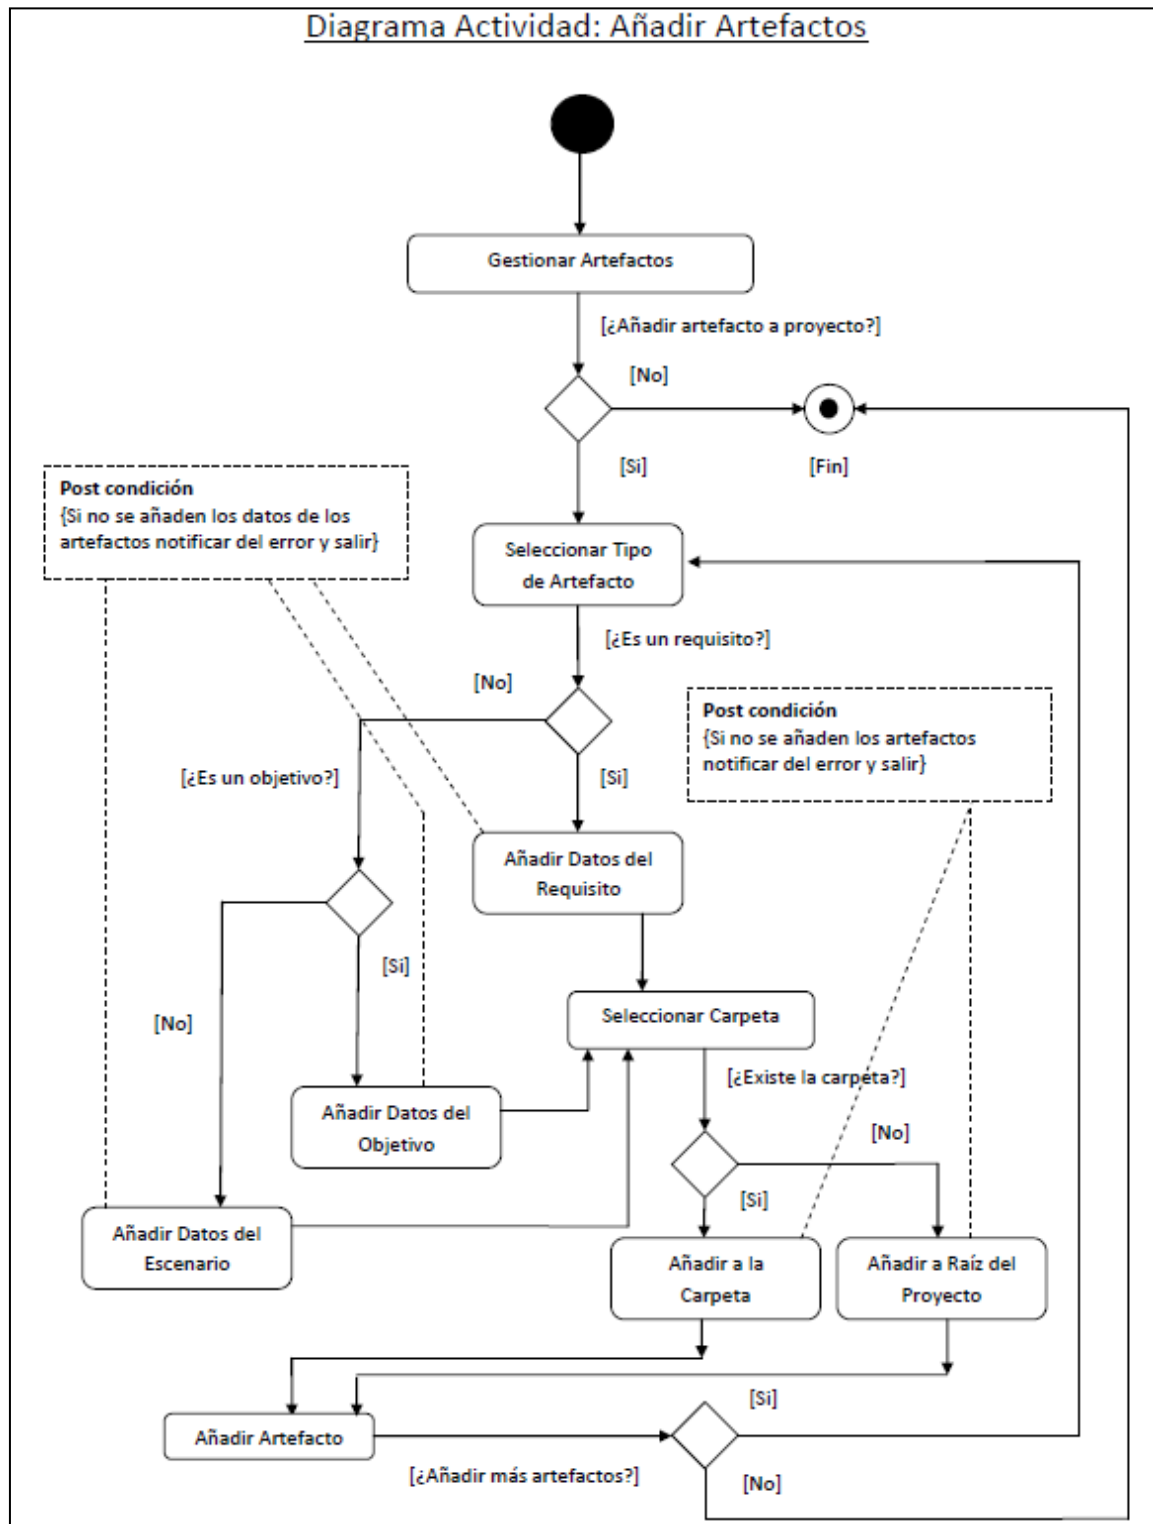 Diagrama Actividad: Añadir Artefactos
Gestionar Artefactos
[¿Añadir artefacto a proyecto?]
[No]
[Si]
[Fin]
Post condición
{Si no se añaden los datos de los
artefactos notificar del error y salir}
Seleccionar Tipo
de Artefacto
[¿Es un requisito?]
[No]
Post condición
{Si no se añaden los artefactos
notificar del error y salir}
[¿Es un objetivo?]
[Si]
Añadir Datos del
Requisito
[Si]
[No]
Seleccionar Carpeta
[¿Existe la carpeta?]
Añadir Datos del
Objetivo
[No]
[Si]
Añadir Datos del
Escenario
Añadir a la
Carpeta
Añadir a Raíz del
Proyecto
[Si]
Añadir Artefacto
[¿Añadir más artefactos?]
[No]